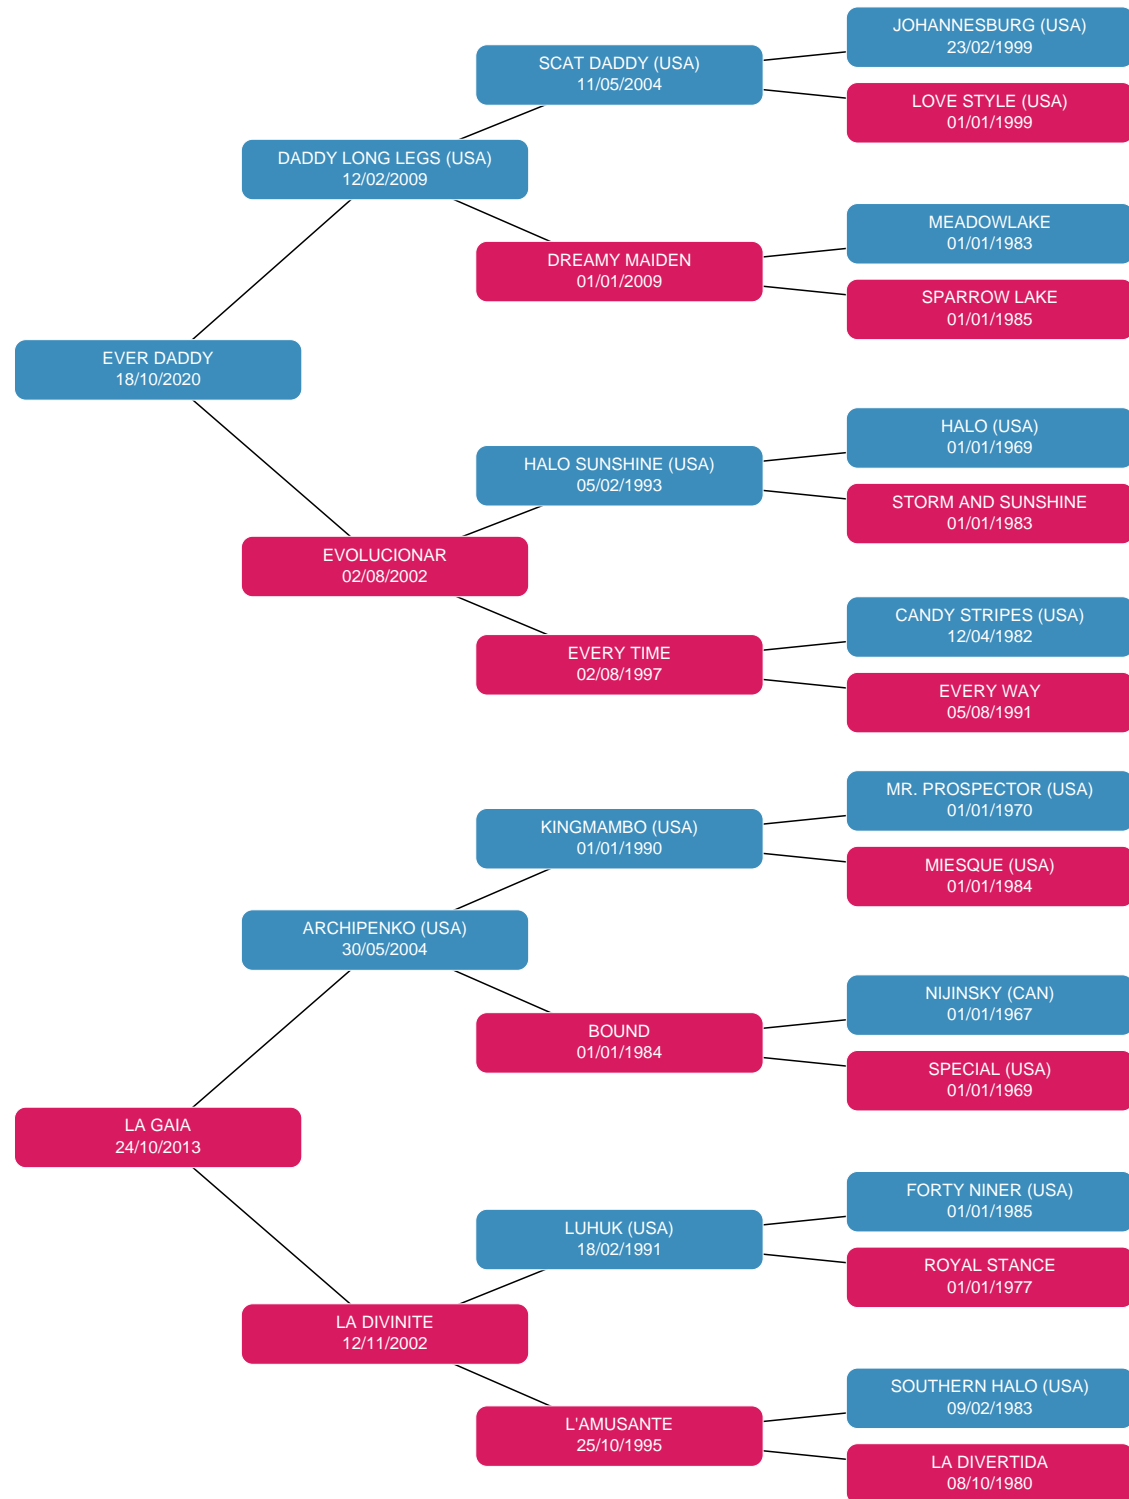 JOHANNESBURG (USA)
23/02/1999
SCAT DADDY (USA)
11/05/2004
LOVE STYLE (USA)
01/01/1999
DADDY LONG LEGS (USA)
12/02/2009
MEADOWLAKE
01/01/1983
DREAMY MAIDEN
01/01/2009
SPARROW LAKE
01/01/1985
EVER DADDY
18/10/2020
HALO (USA)
01/01/1969
HALO SUNSHINE (USA)
05/02/1993
STORM AND SUNSHINE
01/01/1983
EVOLUCIONAR
02/08/2002
CANDY STRIPES (USA)
12/04/1982
EVERY TIME
02/08/1997
EVERY WAY
05/08/1991
MR. PROSPECTOR (USA)
01/01/1970
KINGMAMBO (USA)
01/01/1990
MIESQUE (USA)
01/01/1984
ARCHIPENKO (USA)
30/05/2004
NIJINSKY (CAN)
01/01/1967
BOUND
01/01/1984
SPECIAL (USA)
01/01/1969
LA GAIA
24/10/2013
FORTY NINER (USA)
01/01/1985
LUHUK (USA)
18/02/1991
ROYAL STANCE
01/01/1977
LA DIVINITE
12/11/2002
SOUTHERN HALO (USA)
09/02/1983
L'AMUSANTE
25/10/1995
LA DIVERTIDA
08/10/1980